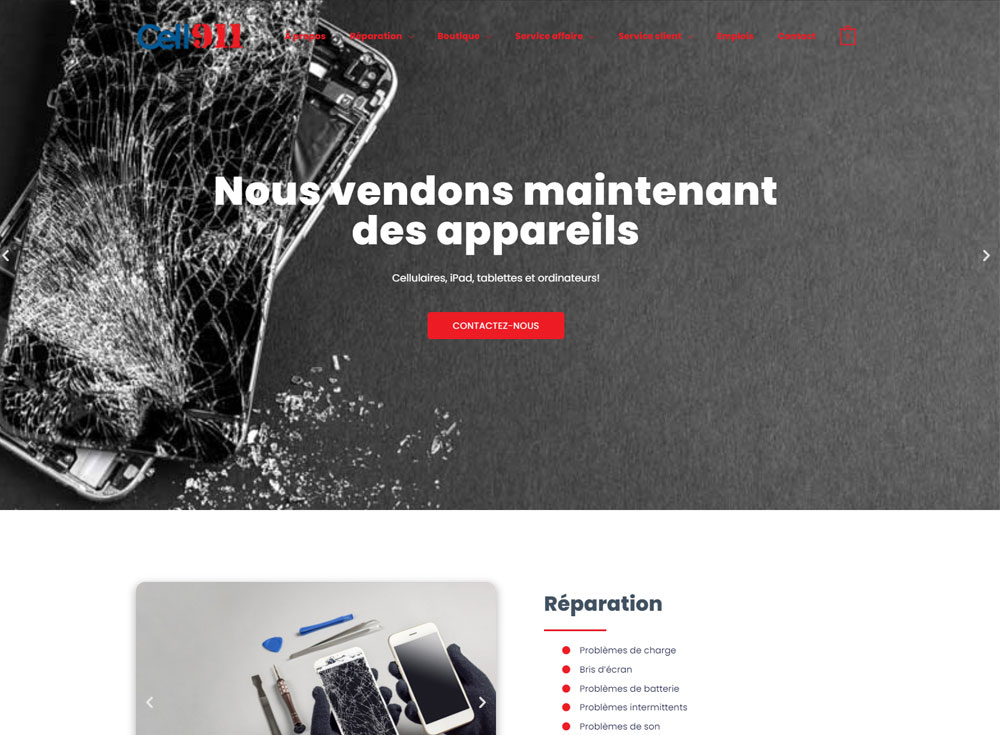 Cell911
À propos
Réparation
Boutique
Service affaire
Service client
Emplois
Contact
Nous vendons maintenant
des appareils
Cellulaires, iPad, tablettes et ordinateurs!
CONTACTEZ-NOUS
Réparation
Problèmes de charge
Bris d'écran
Problèmes de batterie
Problèmes intermittents
Problèmes de son